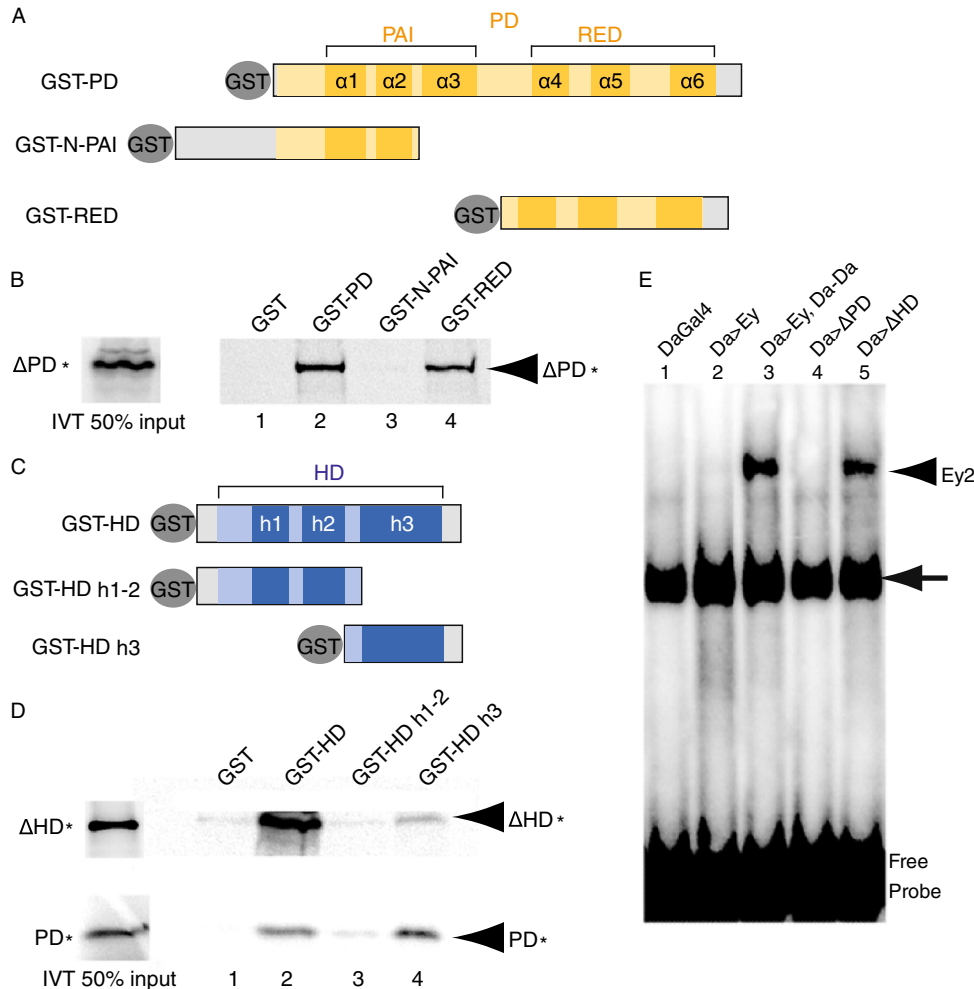 A
PD
PAI RED
GST-PD GST α1 α2 α3 α4 α5 α6
GST-N-PAI GST
GST-RED GST
B
GST GST-PD GST-N-PAI GST-RED
ΔPD * ΔPD *
IVT 50% input 1 2 3 4
C
HD
GST-HD GST h1 h2 h3
GST-HD h1-2 GST
GST-HD h3 GST
D
GST GST-HD GST-HD h1-2 GST-HD h3
ΔHD* ΔHD *
PD* PD*
IVT 50% input 1 2 3 4
E
DaGal4 Da>Ey Da>Ey, Da-Da Da>ΔPD Da>ΔHD
1 2 3 4 5
Ey2
Free
Probe